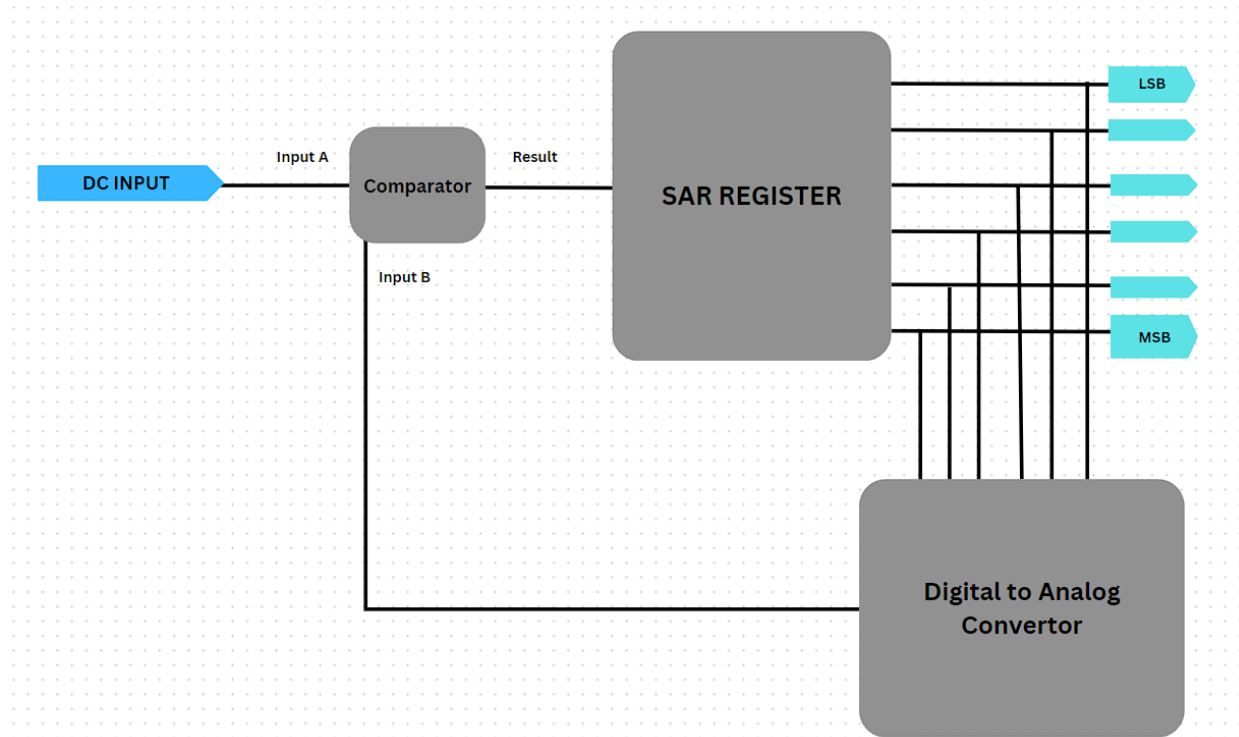 DC INPUT
Input A
Comparator
Result
Input B
SAR REGISTER
LSB
MSB
Digital to Analog
Convertor